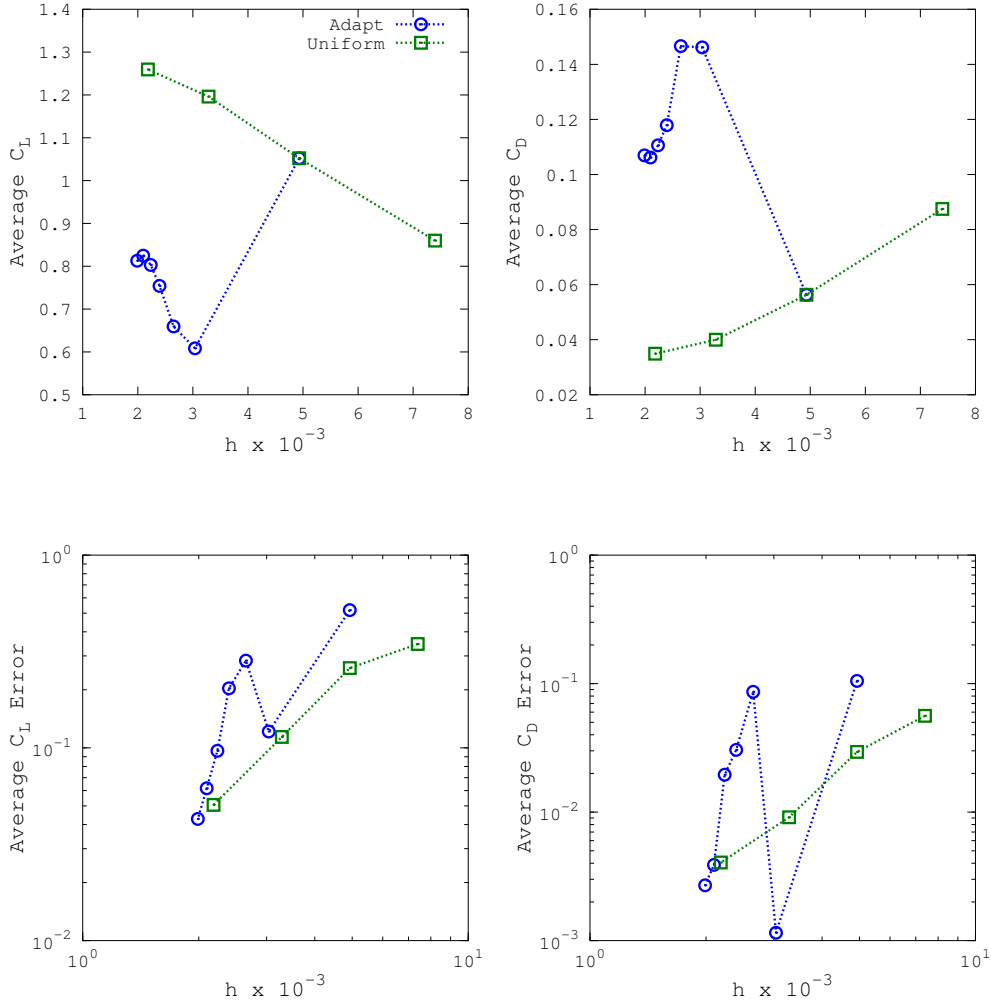 Adapt
Uniform
1.4
1.3
1.2
1.1
1
0.9
0.8
0.7
0.6
0.5
Average C_L
1 2 3 4 5 6 7 8
h x 10^-3
0.16
0.14
0.12
0.1
0.08
0.06
0.04
0.02
Average C_D
1 2 3 4 5 6 7 8
h x 10^-3
10^0
10^-1
10^-2
Average C_L Error
10^0 10^1
h x 10^-3
10^0
10^-1
10^-2
10^-3
Average C_D Error
10^0 10^1
h x 10^-3